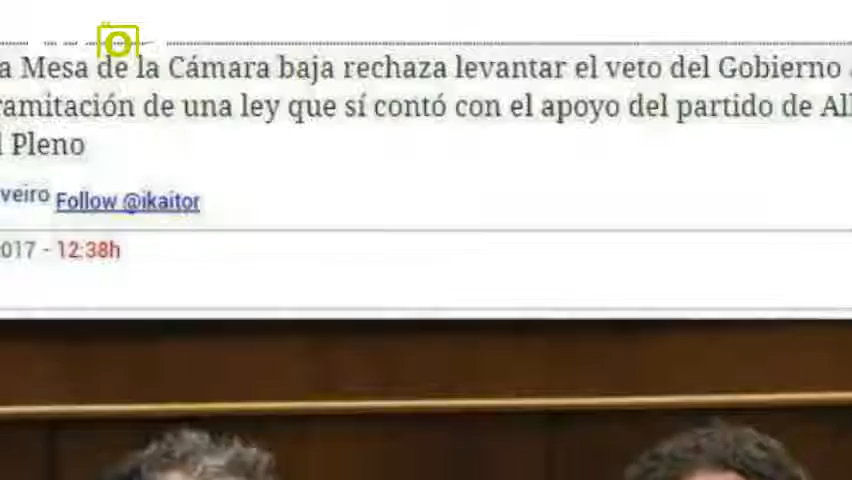 O
a Mesa de la Cámara baja rechaza levantar el veto del Gobierno
ramitación de una ley que sí contó con el apoyo del partido de Al
l Pleno
veiro Follow @ikaitor
017 - 12:38h